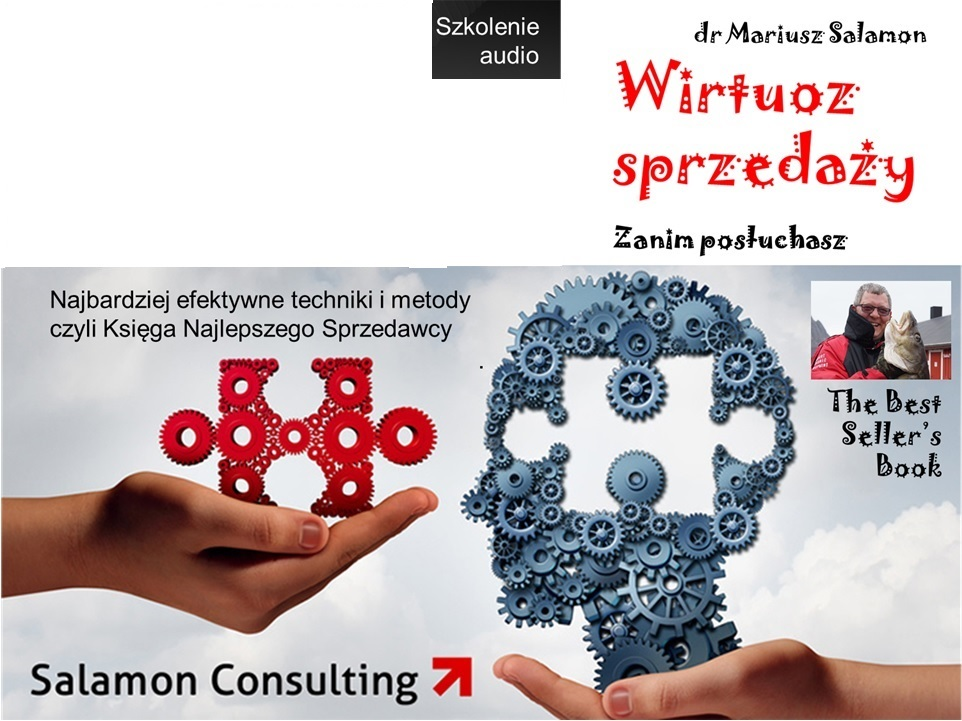 Szkolenie
audio
dr Mariusz Salamon
Wirtuoz
sprzedaży
Zanim posłuchasz
Najbardziej efektywne techniki i metody
czyli Księga Najlepszego Sprzedawcy
The Best
Seller's
Book
Salamon Consulting